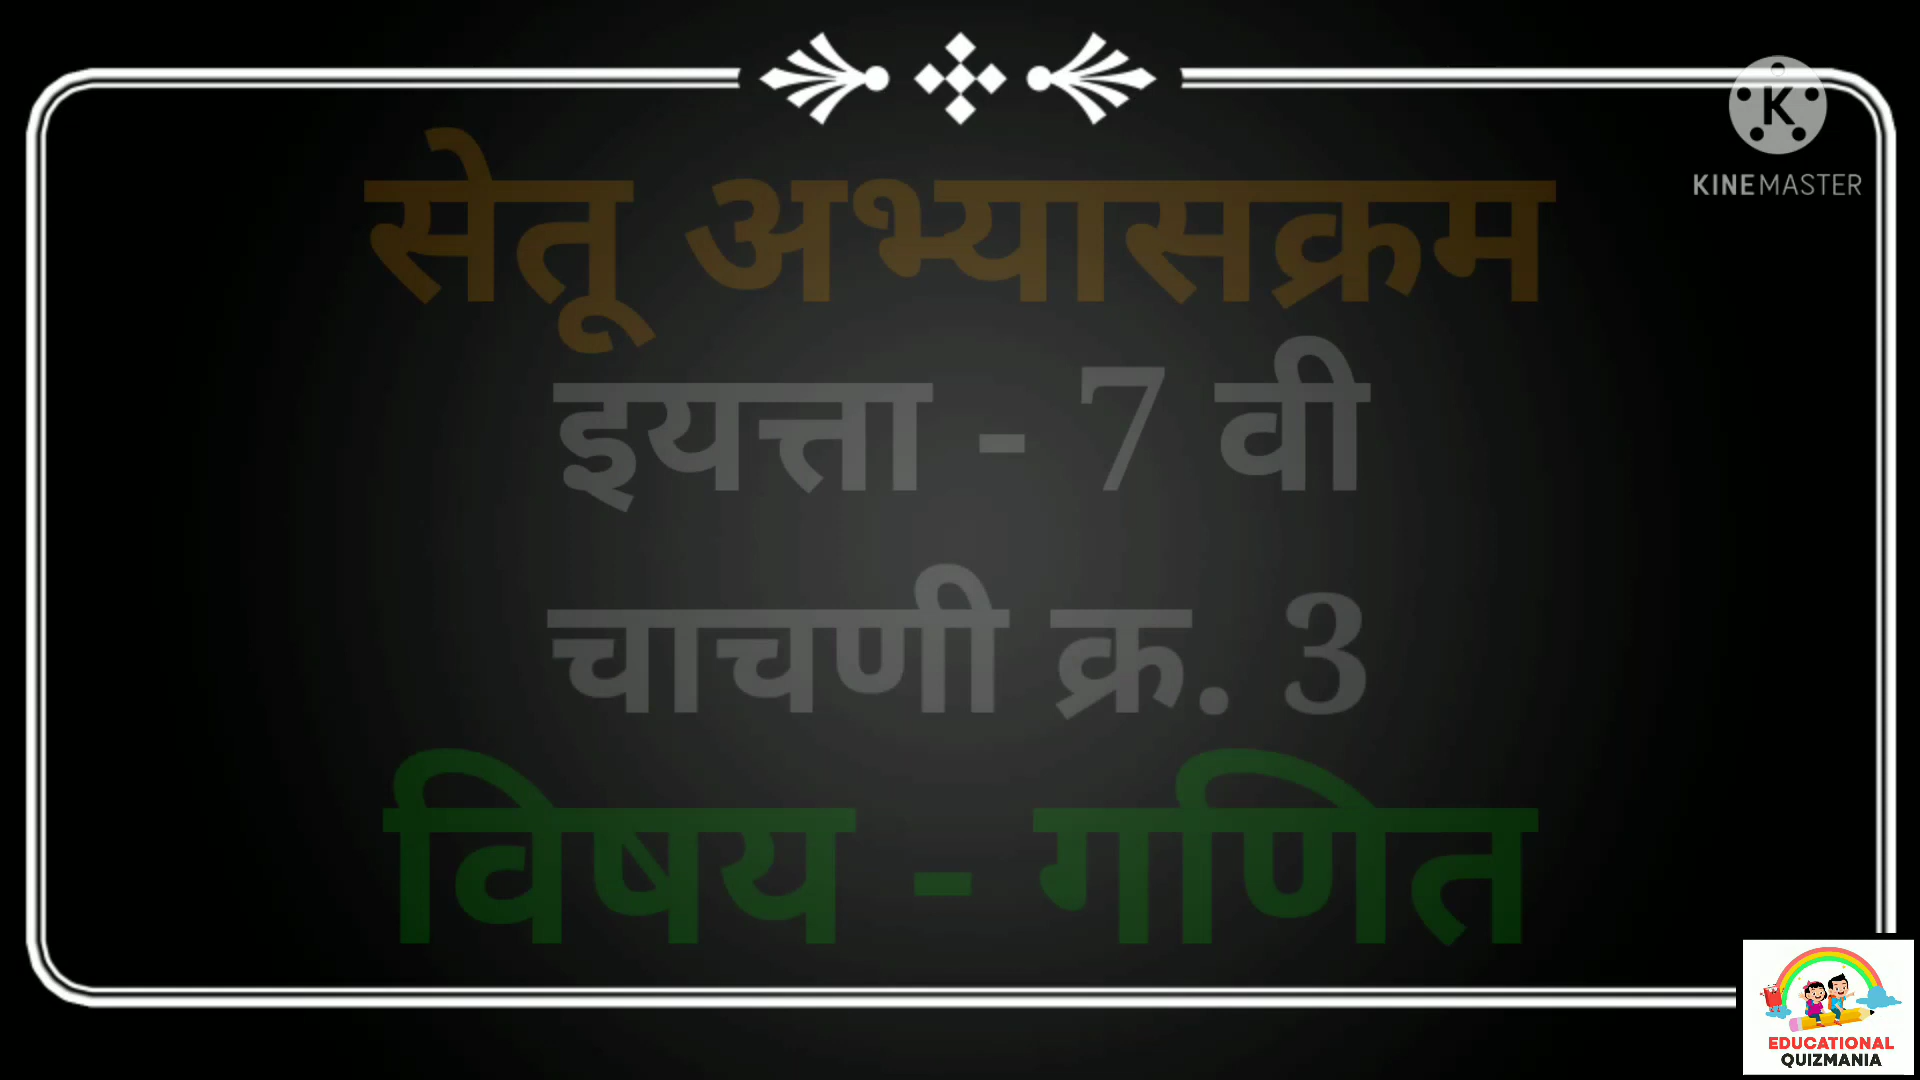 सेतू अभ्यासक्रम
K
KINEMASTER
इयत्ता - 7 वी
चाचणी क्र. 3
विषय - गणित
EDUCATIONAL
QUIZMANIA